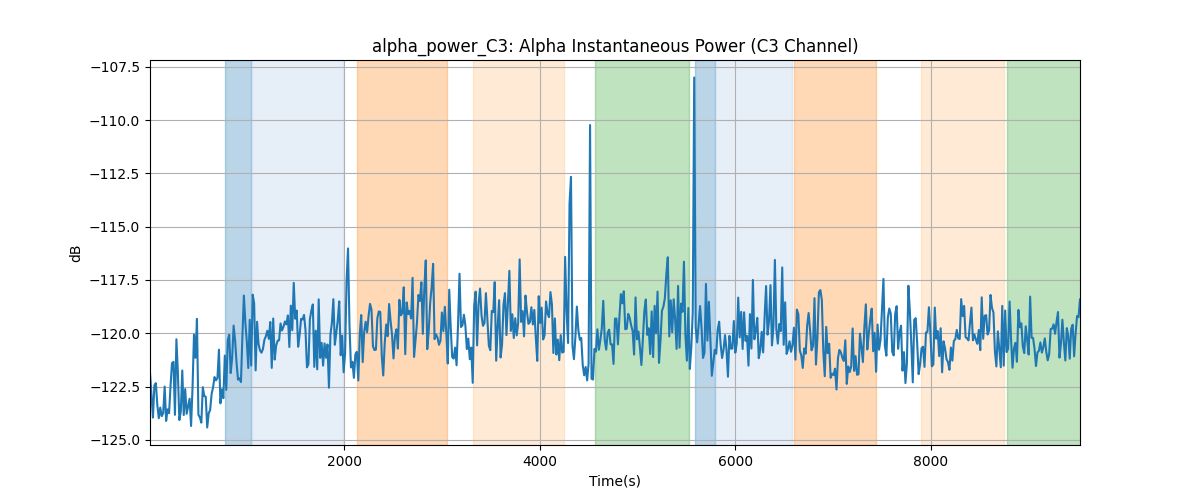 alpha_power_C3: Alpha Instantaneous Power (C3 Channel)
−107.5
−110.0
−112.5
−115.0
−117.5
−120.0
−122.5
−125.0
dB
2000 4000 6000 8000
Time(s)